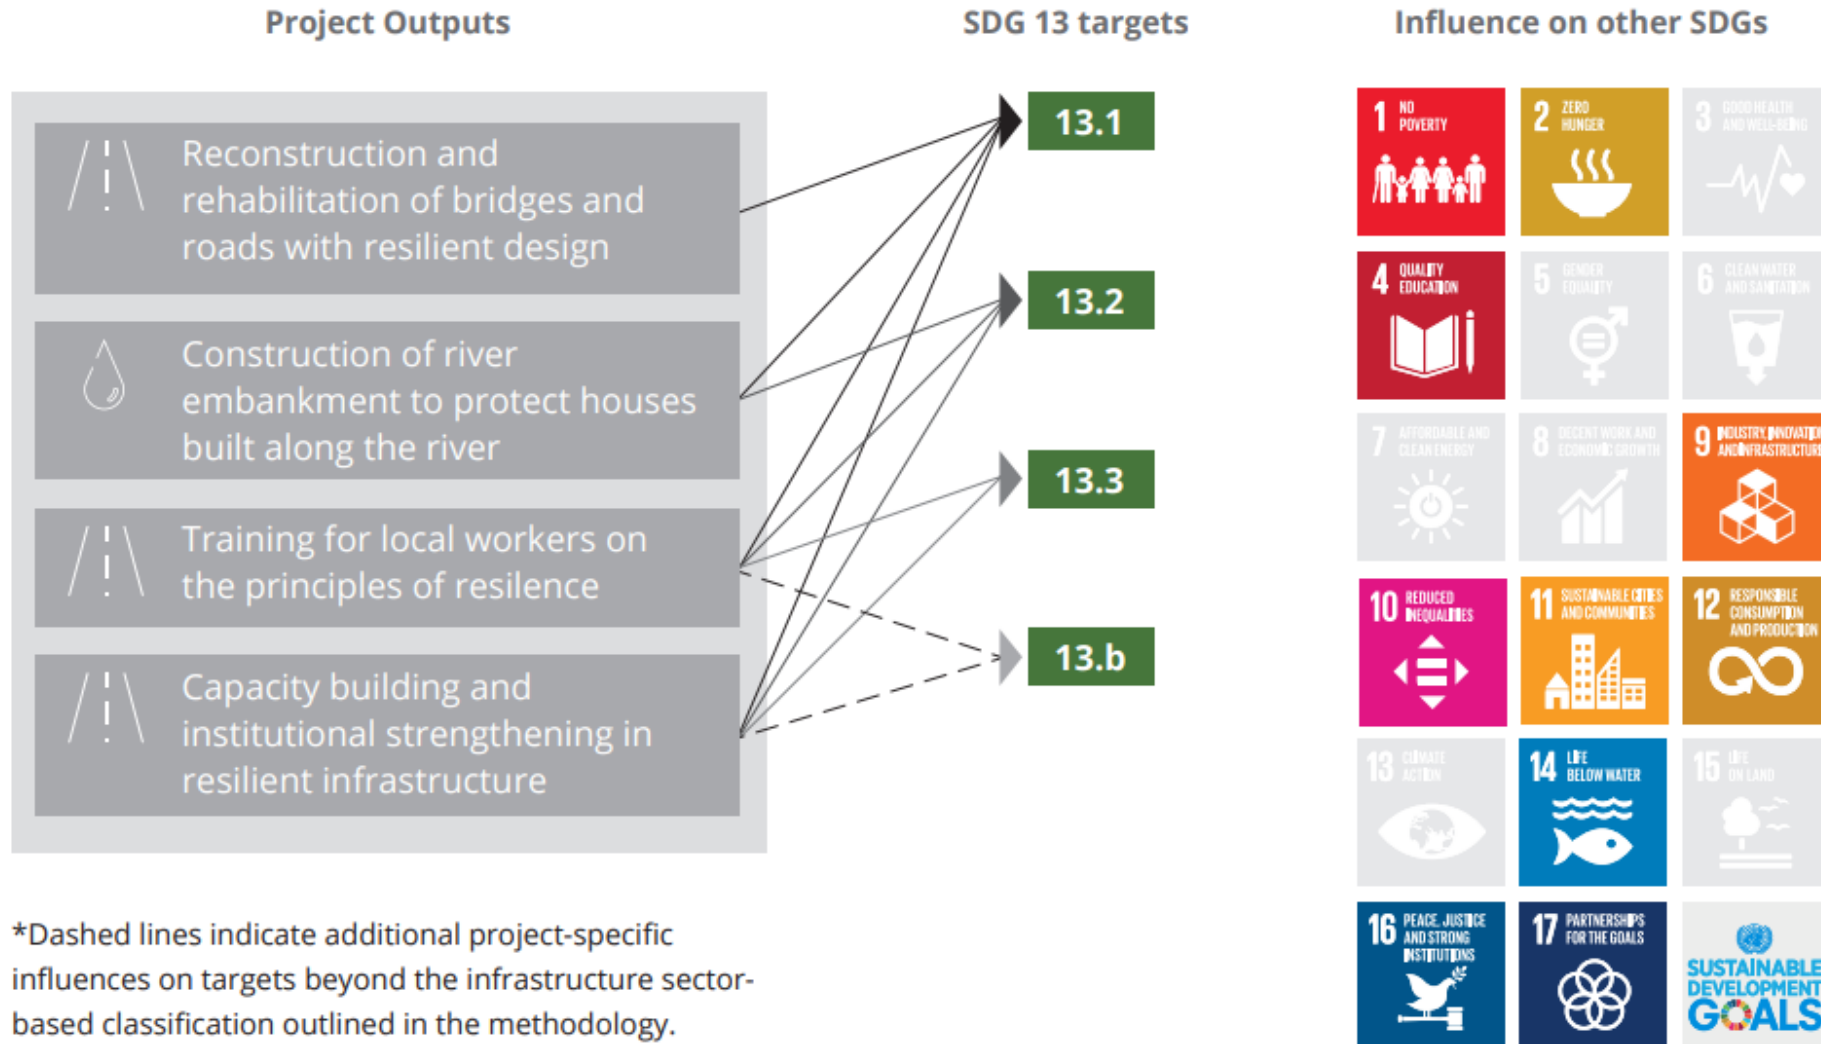 Project Outputs
SDG 13 targets
Influence on other SDGs
Reconstruction and
rehabilitation of bridges and
roads with resilient design
Construction of river
embankment to protect houses
built along the river
Training for local workers on
the principles of resilence
Capacity building and
institutional strengthening in
resilient infrastructure
13.1
13.2
13.3
13.b
1 NO
POVERTY
2 ZERO
HUNGER
3 GOOD HEALTH
AND WELL-BEING
4 QUALITY
EDUCATION
5 GENDER
EQUALITY
6 CLEAN WATER
AND SANITATION
7 AFFORDABLE AND
CLEAN ENERGY
8 DECENT WORK AND
ECONOMIC GROWTH
9 INDUSTRY, INNOVATION
AND INFRASTRUCTURE
10 REDUCED
INEQUALITIES
11 SUSTAINABLE CITIES
AND COMMUNITIES
12 RESPONSIBLE
CONSUMPTION
AND PRODUCTION
13 CLIMATE
ACTION
14 LIFE
BELOW WATER
15 LIFE
ON LAND
16 PEACE, JUSTICE
AND STRONG
INSTITUTIONS
17 PARTNERSHIPS
FOR THE GOALS
SUSTAINABLE
DEVELOPMENT
GOALS
*Dashed lines indicate additional project-specific
influences on targets beyond the infrastructure sector-
based classification outlined in the methodology.